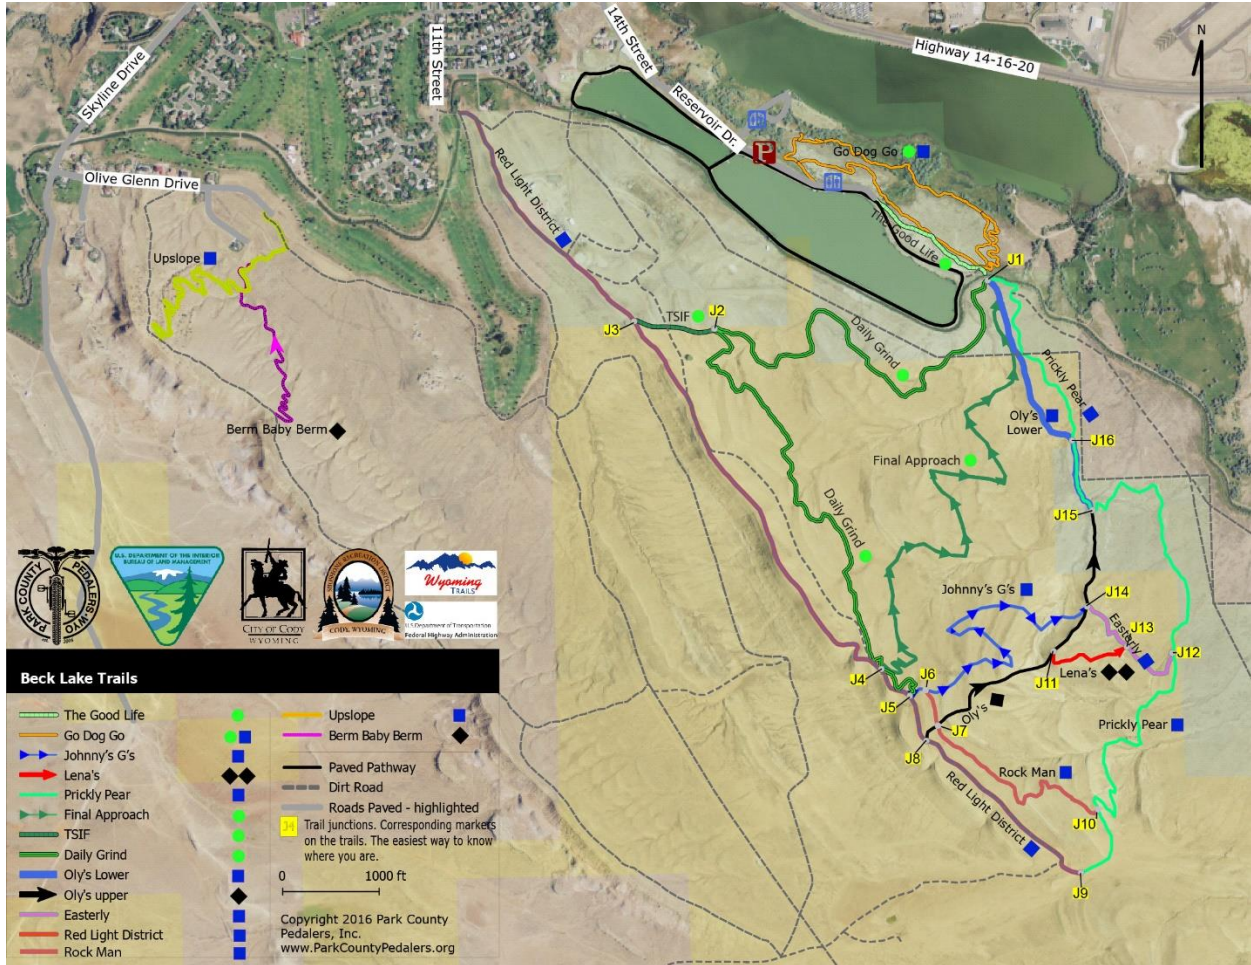 Highway 14-16-20
N
14th Street
11th Street
Skyline Drive
Reservoir Dr.
P
Go Dog Go
Olive Glenn Drive
Red Light District
The Good Life
Upslope
J1
TSIF
J2
J3
Daily Grind
Prickly Pear
Oly's
Lower
Berm Baby Berm
J16
Final Approach
Daily Grind
J15
Johnny's G's
J14
Easterly
J13
J12
Lena's
J11
J4
J6
J5
Oly's
J7
J8
Prickly Pear
Rock Man
Red Light District
J10
J9
PARK COUNTY PEDALERS-WYO
U.S. DEPARTMENT OF THE INTERIOR
BUREAU OF LAND MANAGEMENT
CITY OF CODY
WYOMING
SHOSHONE RECREATION DISTRICT
CODY, WYOMING
Wyoming
TRAILS
U.S.Department of Transportation
Federal Highway Administration
Beck Lake Trails
The Good Life
Go Dog Go
Johnny's G's
Lena's
Prickly Pear
Final Approach
TSIF
Daily Grind
Oly's Lower
Oly's upper
Easterly
Red Light District
Rock Man
Upslope
Berm Baby Berm
Paved Pathway
Dirt Road
Roads Paved - highlighted
J4 Trail junctions. Corresponding markets
on the trails. The easiest way to know
where you are.
0 1000 ft
Copyright 2016 Park County
Pedalers, Inc.
www.ParkCountyPedalers.org